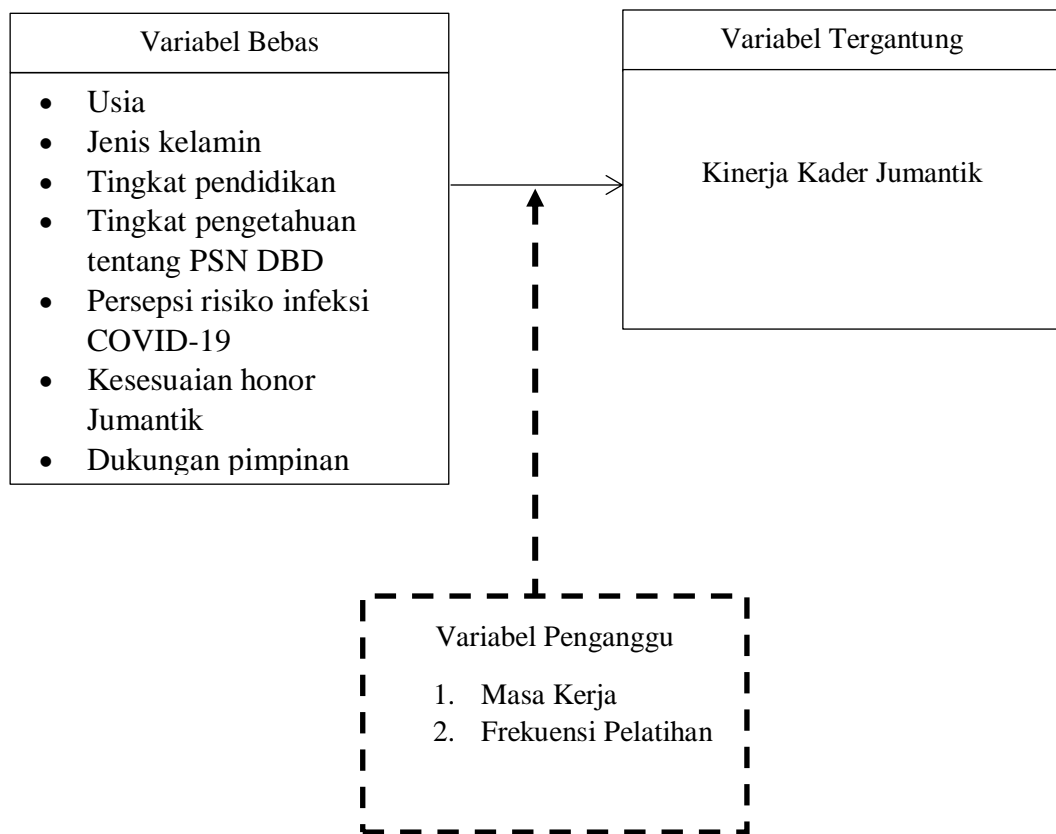 Variabel Bebas
• Usia
• Jenis kelamin
• Tingkat pendidikan
• Tingkat pengetahuan
tentang PSN DBD
• Persepsi risiko infeksi
COVID-19
• Kesesuaian honor
Jumantik
• Dukungan pimpinan
Variabel Tergantung
Kinerja Kader Jumantik
Variabel Penganggu
1. Masa Kerja
2. Frekuensi Pelatihan